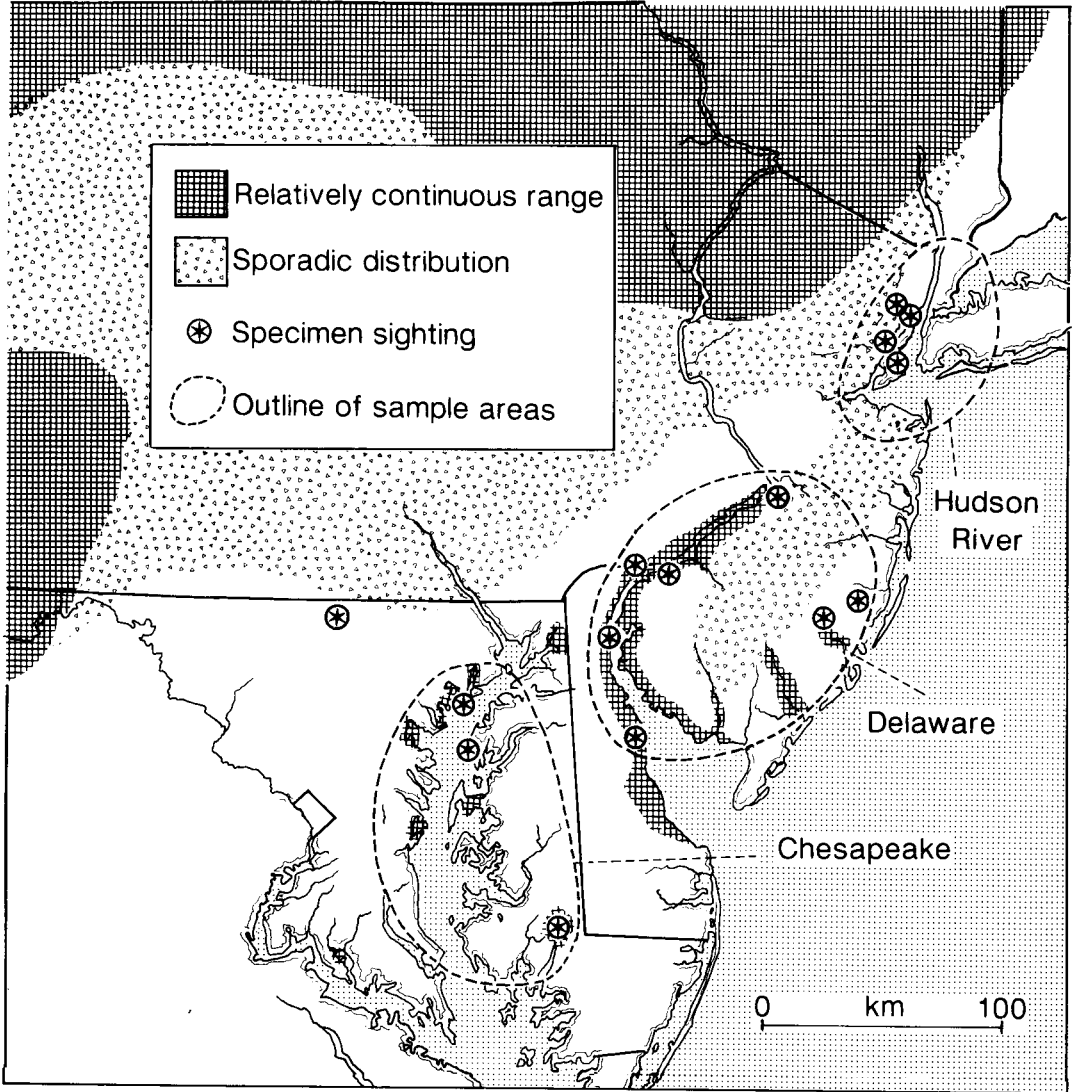 Relatively continuous range
Sporadic distribution
Specimen sighting
Outline of sample areas
Hudson
River
Delaware
Chesapeake
0 km 100